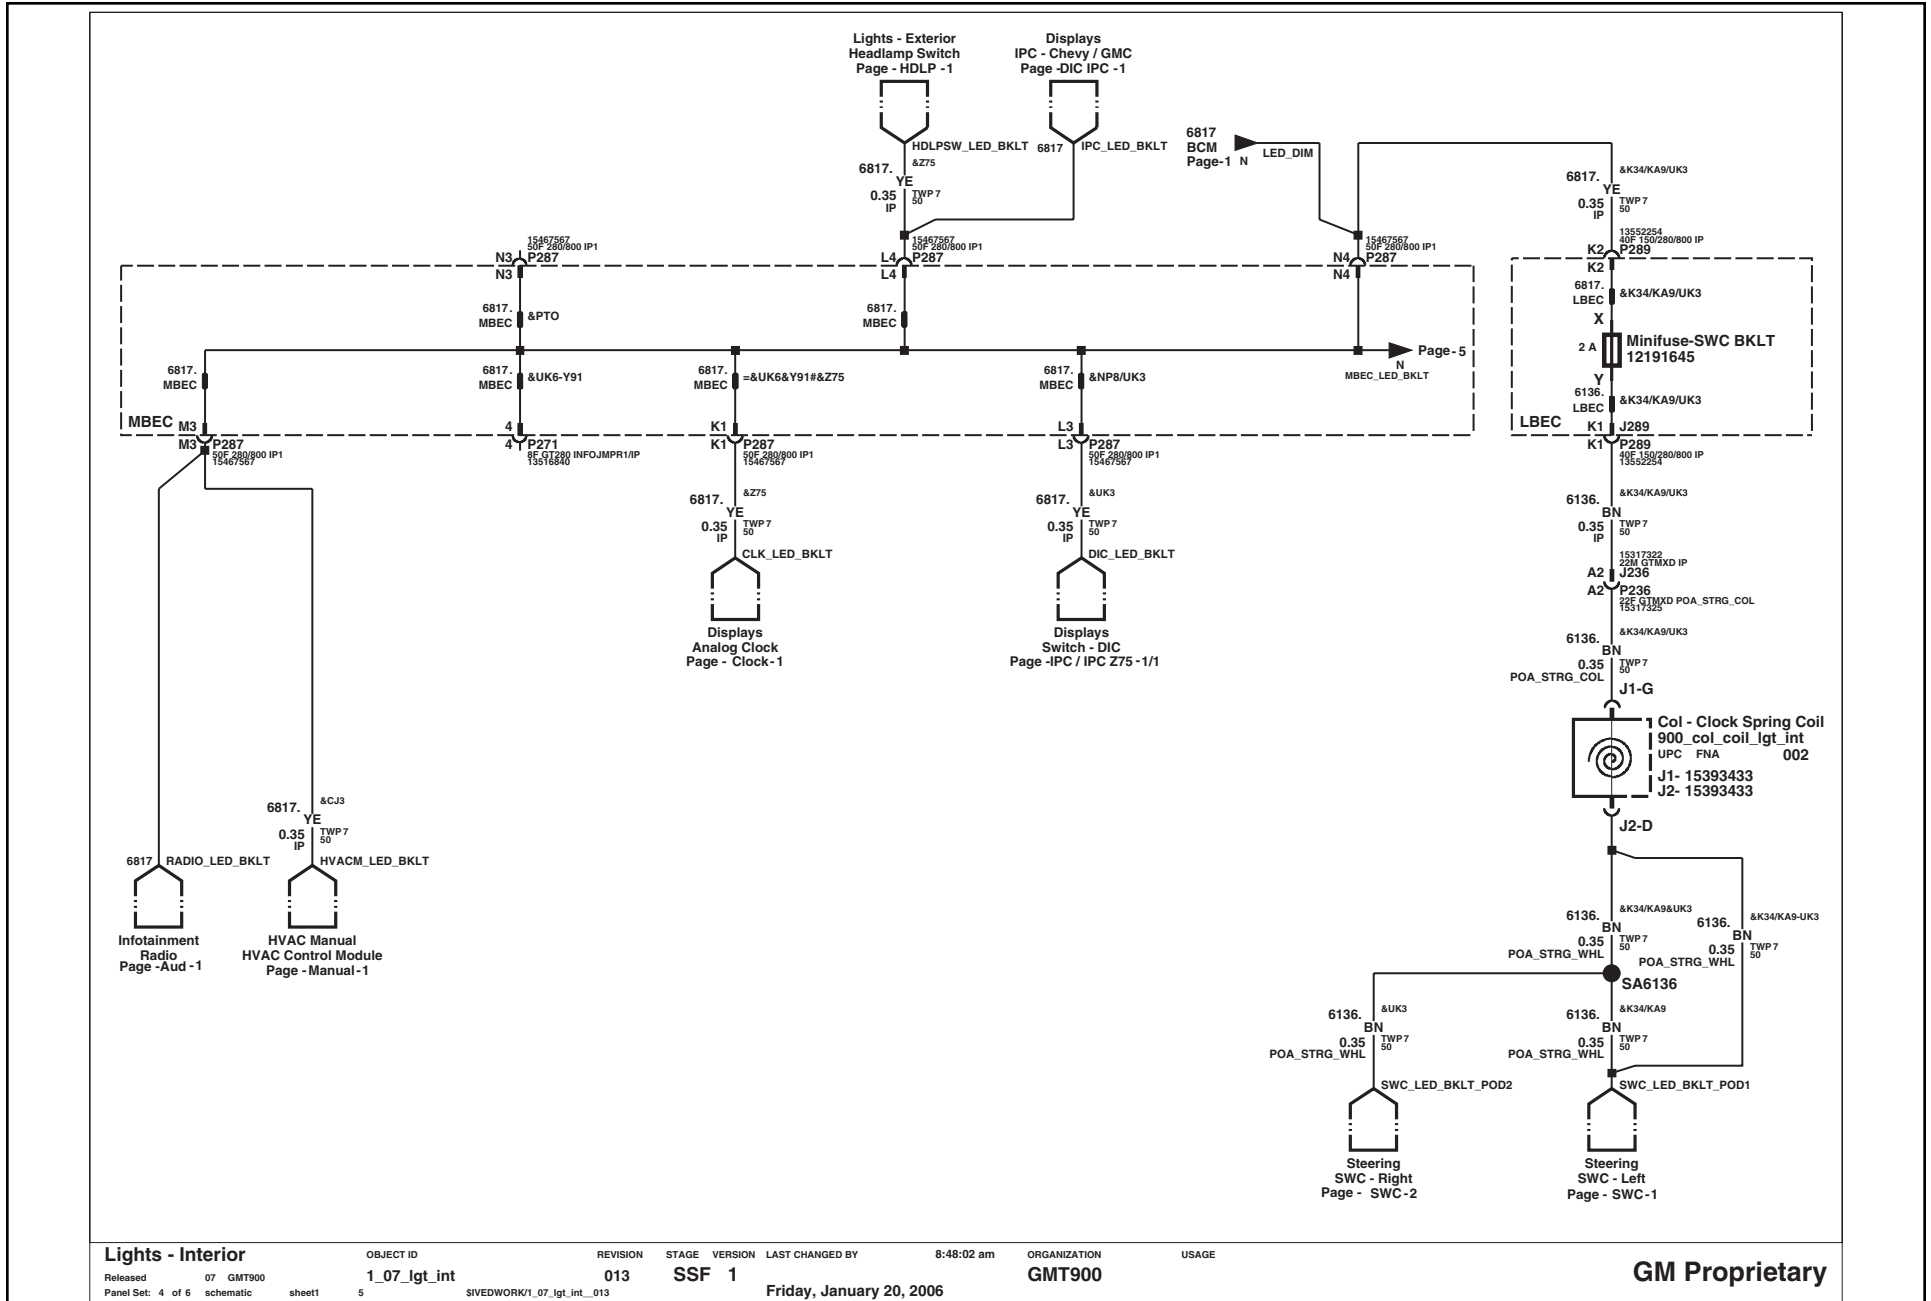 Lights - Exterior
Headlamp Switch
Page - HDLP -1
Displays
IPC - Chevy / GMC
Page -DIC IPC -1
HDLPSW_LED_BKLT
6817
IPC_LED_BKLT
6817
BCM
Page-1 N
LED_DIM
&Z75
6817.
YE
0.35 TWP 7
IP 50
&K34/KA9/UK3
6817.
YE
0.35 TWP 7
IP 50
15467567
50F 280/800 IP1
N3 P287
N3
15467567
50F 280/800 IP1
L4 P287
L4
15467567
50F 280/800 IP1
N4 P287
N4
13552254
40F 150/280/800 IP
K2 P289
K2
6817.
MBEC &PTO
6817.
MBEC
6817.
LBEC &K34/KA9/UK3
X
2 A Minifuse-SWC BKLT
12191645
Y
6136.
LBEC &K34/KA9/UK3
Page- 5
N
MBEC_LED_BKLT
6817.
MBEC
6817.
MBEC &UK6-Y91
6817.
MBEC =&UK6&Y91#&Z75
6817.
MBEC &NP8/UK3
MBEC M3
M3 P287
50F 280/800 IP1
15467567
4
4 P271
8F GT280 INFOJMPR1/IP
13516840
K1
K1 P287
50F 280/800 IP1
15467567
L3
L3 P287
50F 280/800 IP1
15467567
LBEC K1 J289
K1 P289
40F 150/280/800 IP
13552254
&Z75
6817.
YE
0.35 TWP 7
IP 50
CLK_LED_BKLT
Displays
Analog Clock
Page - Clock-1
&UK3
6817.
YE
0.35 TWP 7
IP 50
DIC_LED_BKLT
Displays
Switch - DIC
Page -IPC / IPC Z75 -1/1
&K34/KA9/UK3
6136.
BN
0.35 TWP 7
IP 50
15317322
22M GTMXD IP
A2 J236
A2 P236
22F GTMXD POA_STRG_COL
15317325
&K34/KA9/UK3
6136.
BN
0.35 TWP 7
POA_STRG_COL 50
J1-G
Col - Clock Spring Coil
900_col_coil_lgt_int
UPC FNA 002
J1- 15393433
J2- 15393433
J2-D
&CJ3
6817.
YE
0.35 TWP 7
IP 50
6817 RADIO_LED_BKLT
HVACM_LED_BKLT
Infotainment
Radio
Page -Aud -1
HVAC Manual
HVAC Control Module
Page -Manual-1
&K34/KA9&UK3
6136.
BN
0.35 TWP 7
POA_STRG_WHL 50
&K34/KA9-UK3
6136.
BN
0.35 TWP 7
POA_STRG_WHL 50
SA6136
&UK3
6136.
BN
0.35 TWP 7
POA_STRG_WHL 50
&K34/KA9
6136.
BN
0.35 TWP 7
POA_STRG_WHL 50
SWC_LED_BKLT_POD2
SWC_LED_BKLT_POD1
Steering
SWC - Right
Page - SWC-2
Steering
SWC - Left
Page - SWC-1
Lights - Interior OBJECT ID REVISION STAGE VERSION LAST CHANGED BY 8:48:02 am ORGANIZATION USAGE
Released 07 GMT900 1_07_lgt_int 013 SSF 1 GMT900 GM Proprietary
Panel Set: 4 of 6 schematic sheet1 5 $IVEDWORK/1_07_lgt_int__013 Friday, January 20, 2006